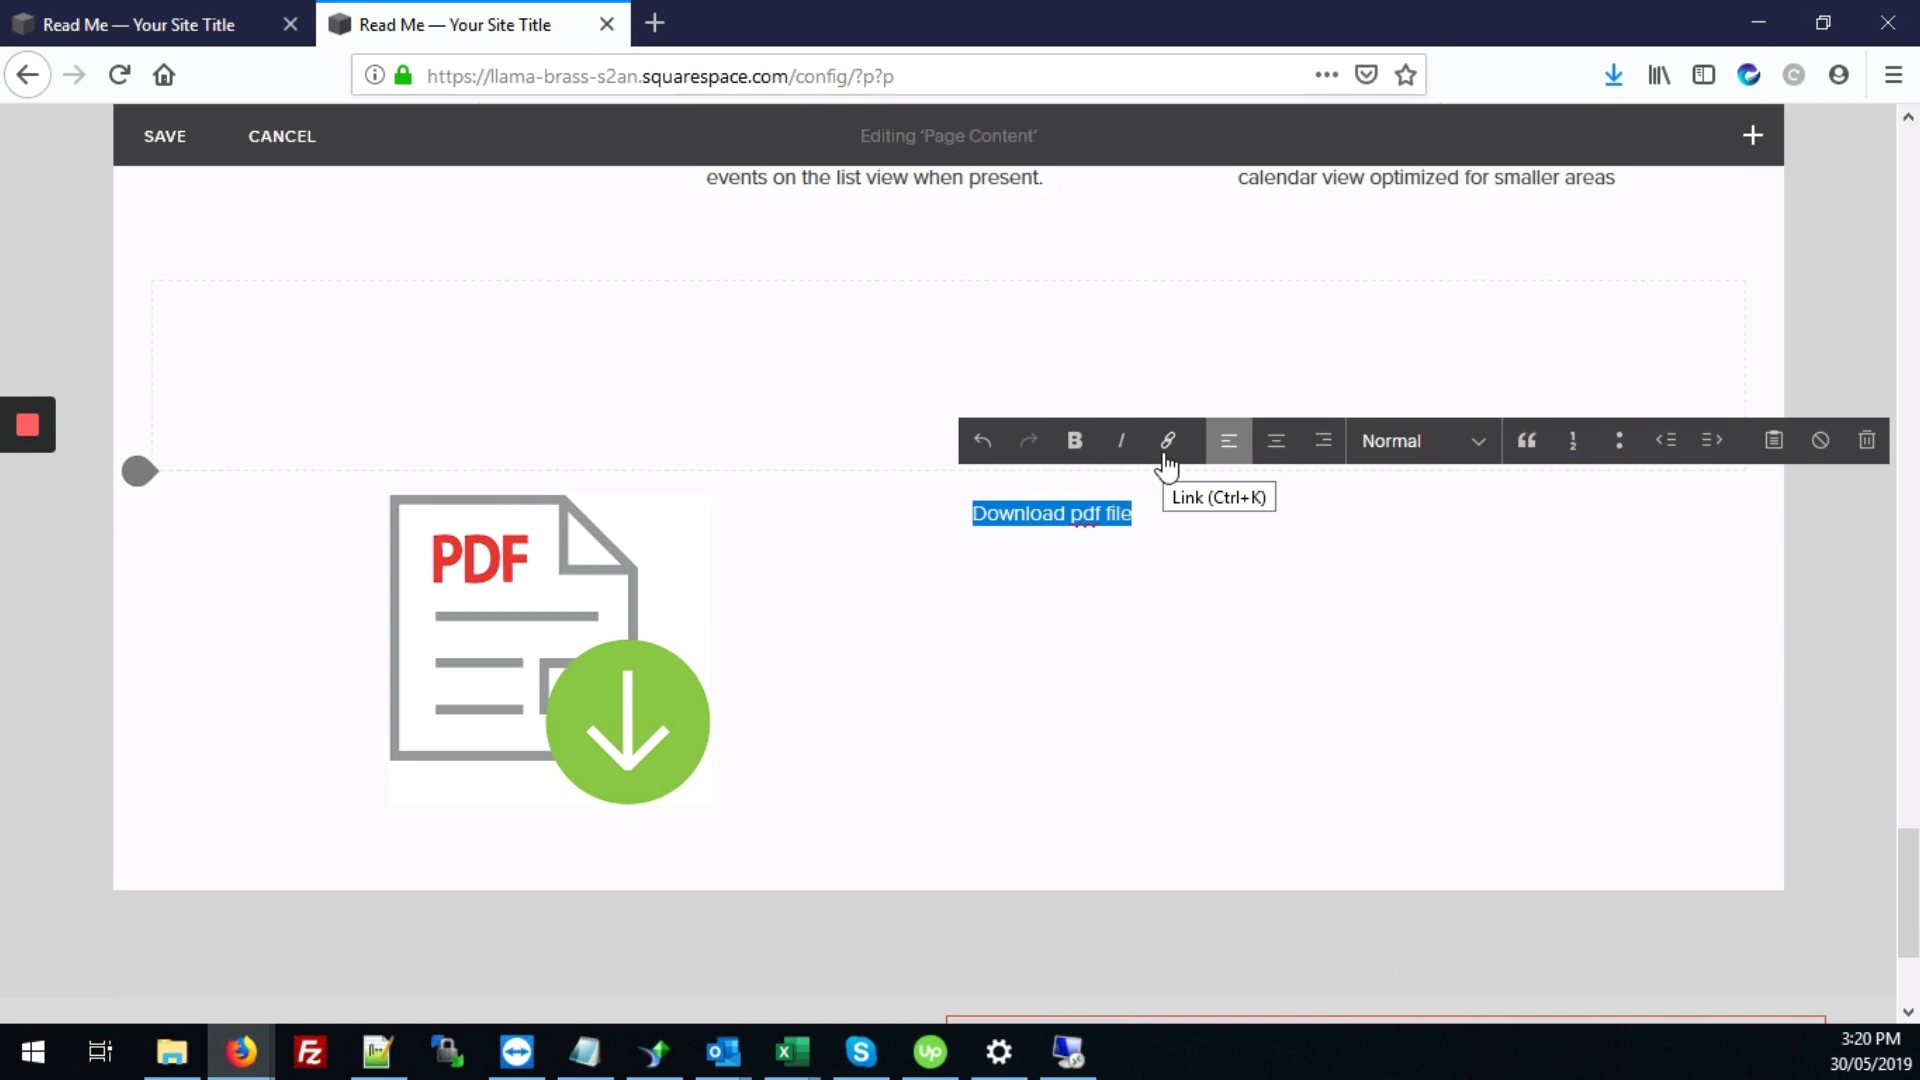 Read Me — Your Site Title
Read Me — Your Site Title
https://llama-brass-s2an.squarespace.com/config/?p?p
SAVE
CANCEL
Editing 'Page Content'
events on the list view when present.
calendar view optimized for smaller areas
B
I
Normal
Link (Ctrl+K)
Download pdf file
PDF
Fz
up
3:20 PM
30/05/2019